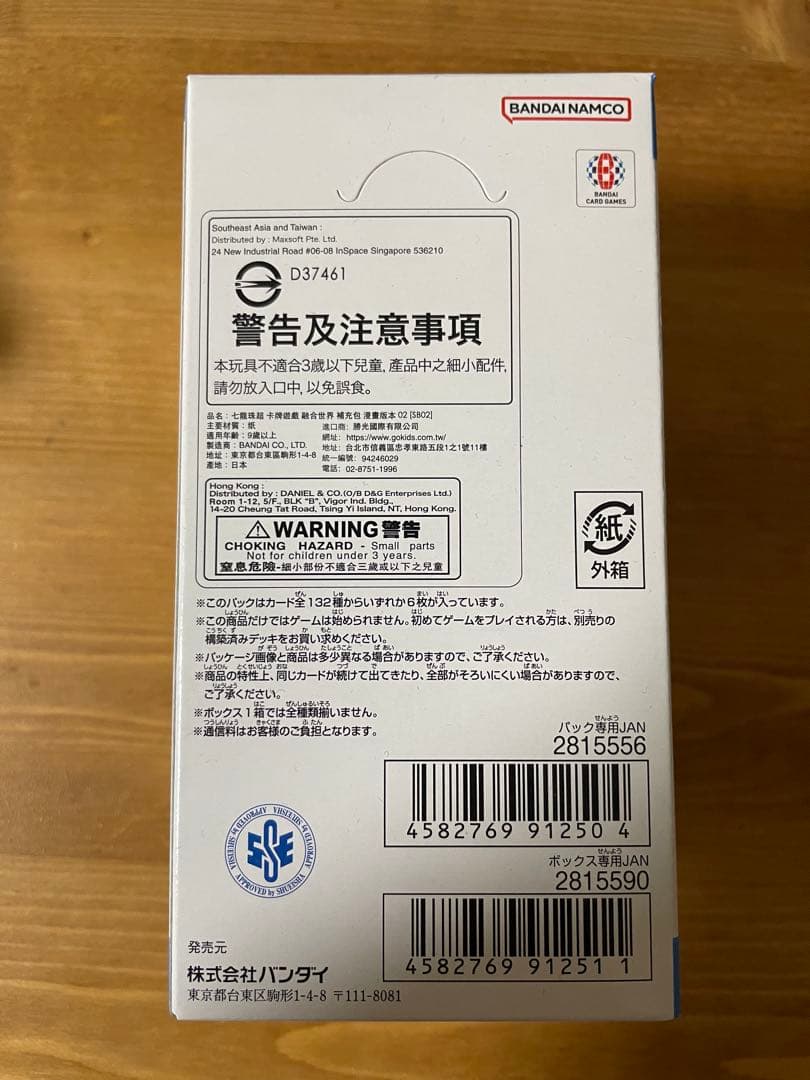 BANDAI NAMCO
B
BANDAI
CARD GAMES
Southeast Asia and Taiwan :
Distributed by : Maxsoft Pte. Ltd.
24 New Industrial Road #06-08 InSpace Singapore 536210
D37461
警告及注意事項
本玩具不適合3歳以下兒童, 產品中之細小配件,
請勿放入口中, 以免誤食。
品名:七龍珠超 卡牌遊戲 融合世界 補充包 漫畫版本 02 [SB02]
主要材質:紙 進口商:勝光國際有限公司
適用年齡:9歲以上 網址:https://www.gokids.com.tw/
製造商:BANDAI CO., LTD. 地址:台北市信義區忠孝東路五段1之1號11樓
地址:東京都台東區駒形1-4-8 統一編號:94246029
產地:日本 電話:02-8751-1996
Hong Kong :
Distributed by : DANIEL & CO.(O/B D&G Enterprises Ltd.)
Room 1-12, 5/F., BLK "B", Vigor Ind. Bldg.,
14-20 Cheung Tat Road, Tsing Yi Island, NT, Hong Kong.
WARNING 警告
CHOKING HAZARD - Small parts
Not for children under 3 years.
窒息危險-細小部份不適合三歲或以下之兒童
紙
外箱
※このパックはカード全132種からいずれか6枚が入っています。
※この商品だけではゲームは始められません。初めてゲームをプレイされる方は、別売りの
構築済みデッキをお買い求めください。
※パッケージ画像と商品は多少異なる場合がありますので、ご了承ください。
※商品の特性上、同じカードが続けて出てきたり、全部がそろいにくい場合がありますので、
ご了承ください。
※ボックス1箱では全種類揃いません。
※通信料はお客様のご負担となります。
パック専用JAN
2815556
4582769 91250 4
ボックス専用JAN
2815590
4582769 91251 1
APPROVED by SHUEISHA
SSE
発売元
株式会社バンダイ
東京都台東区駒形1-4-8 〒111-8081